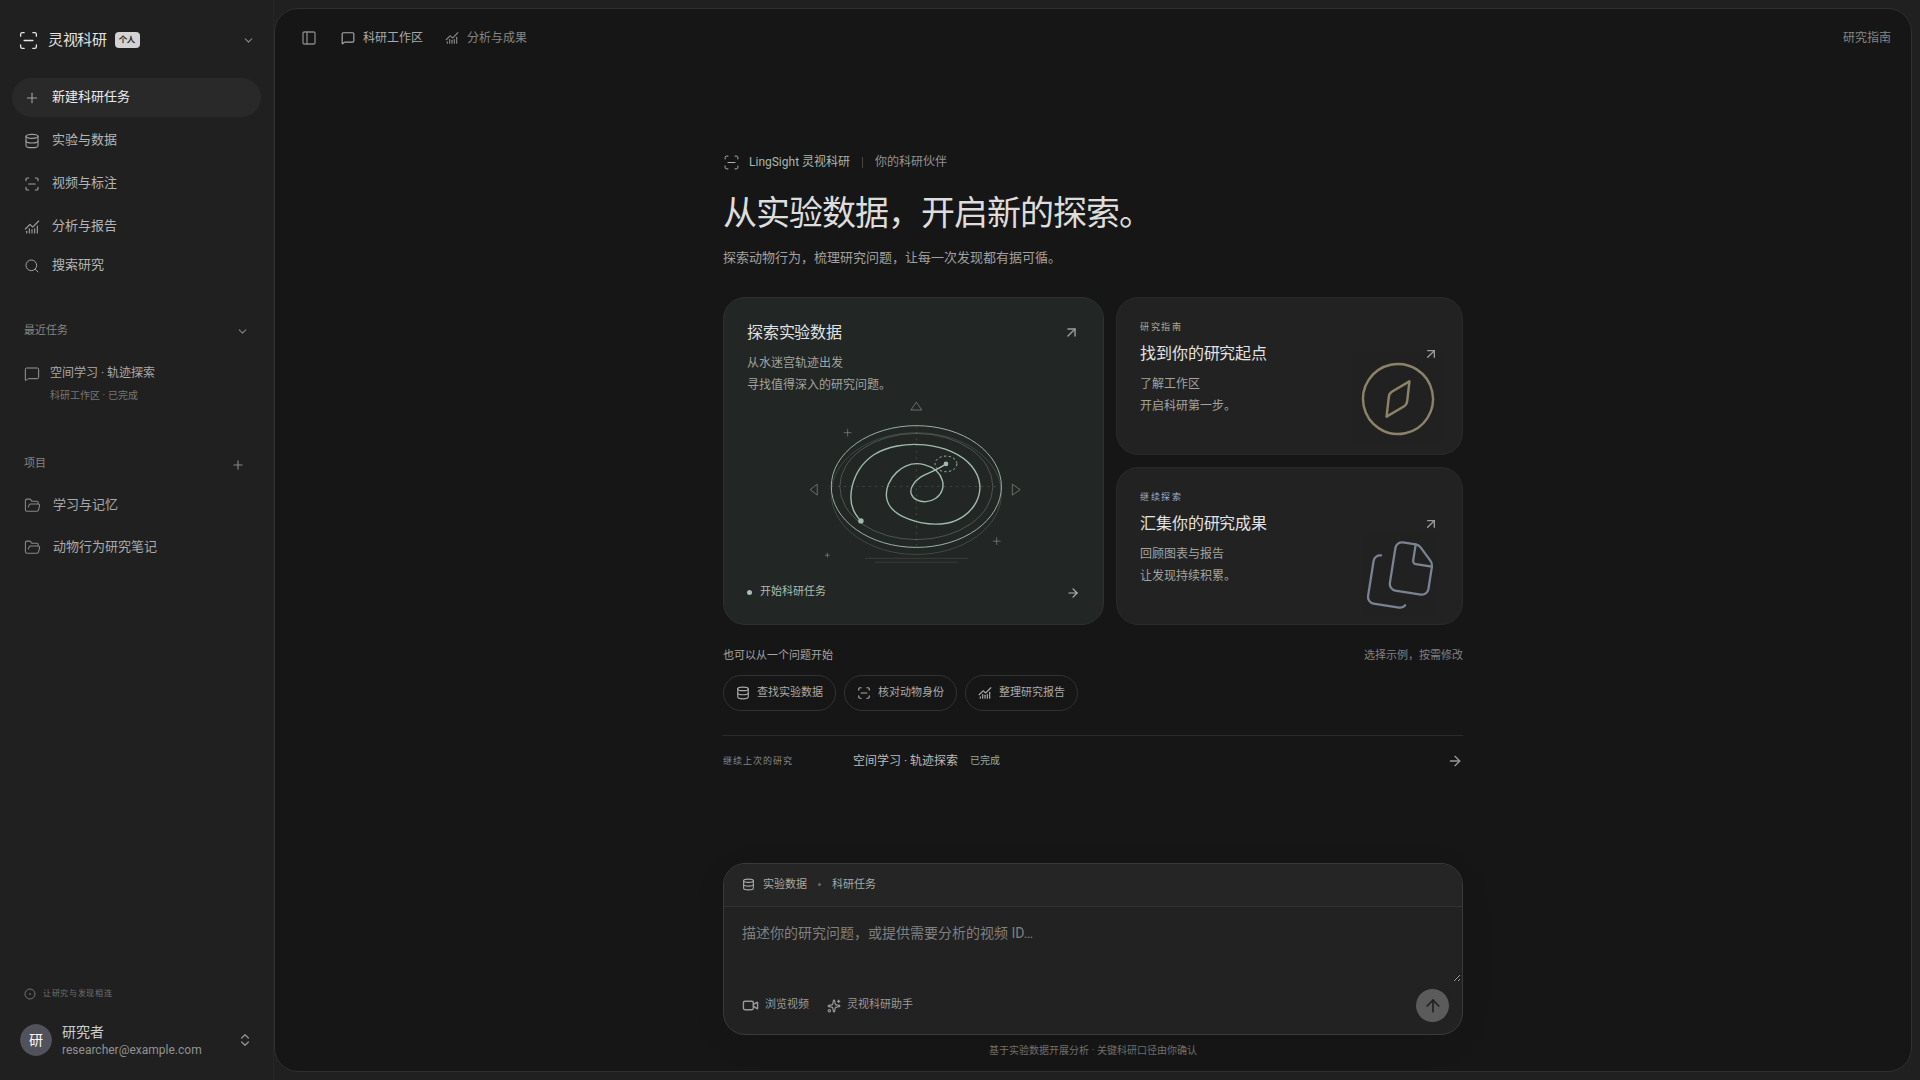 灵视科研 个人
新建科研任务
实验与数据
视频与标注
分析与报告
搜索研究
最近任务
空间学习 · 轨迹探索
科研工作区 · 已完成
项目
学习与记忆
动物行为研究笔记
让研究与发现相连
研
研究者
researcher@example.com
科研工作区 分析与成果
研究指南
LingSight 灵视科研 | 你的科研伙伴
从实验数据，开启新的探索。
探索动物行为，梳理研究问题，让每一次发现都有据可循。
探索实验数据
从水迷宫轨迹出发
寻找值得深入的研究问题。
开始科研任务
研究指南
找到你的研究起点
了解工作区
开启科研第一步。
继续探索
汇集你的研究成果
回顾图表与报告
让发现持续积累。
也可以从一个问题开始
选择示例，按需修改
查找实验数据
核对动物身份
整理研究报告
继续上次的研究 空间学习 · 轨迹探索 已完成
实验数据 • 科研任务
描述你的研究问题，或提供需要分析的视频 ID...
浏览视频 灵视科研助手
基于实验数据开展分析 · 关键科研口径由你确认